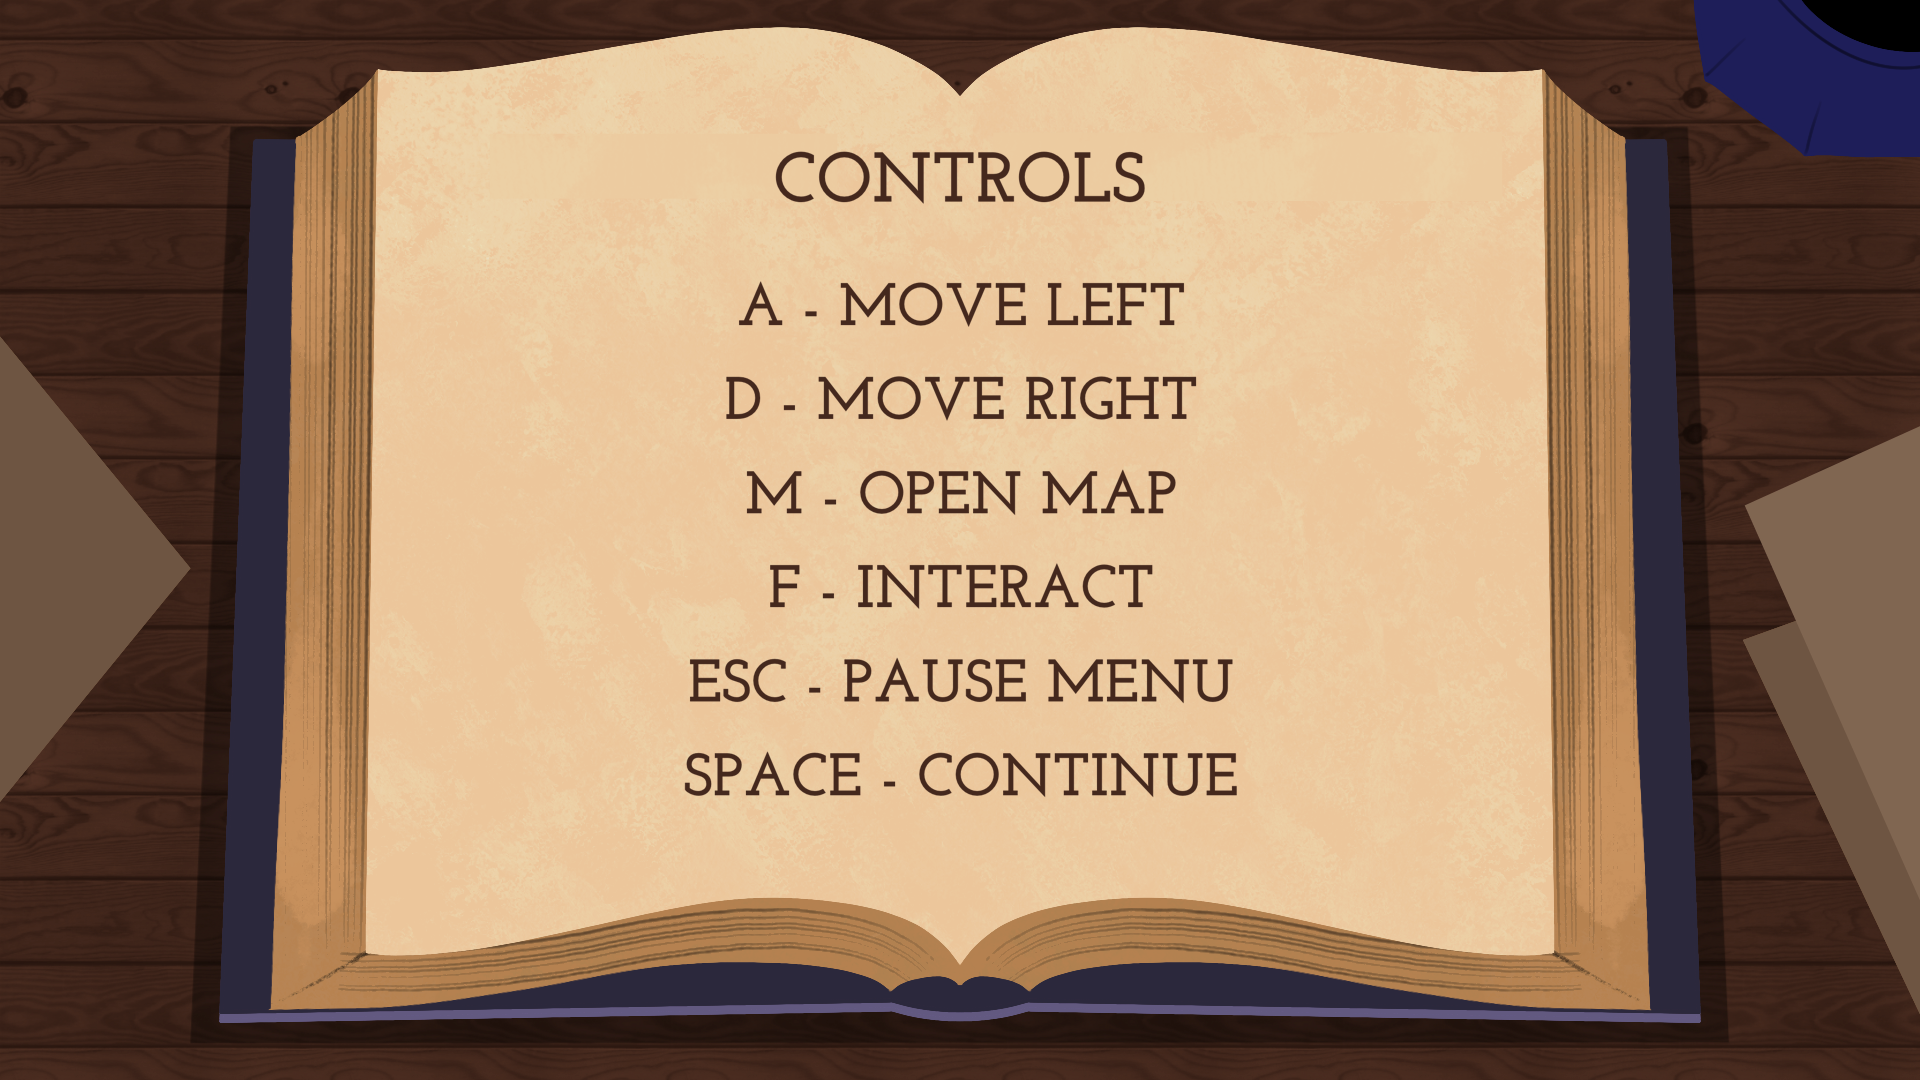 CONTROLS
A - MOVE LEFT
D - MOVE RIGHT
M - OPEN MAP
F - INTERACT
ESC - PAUSE MENU
SPACE - CONTINUE